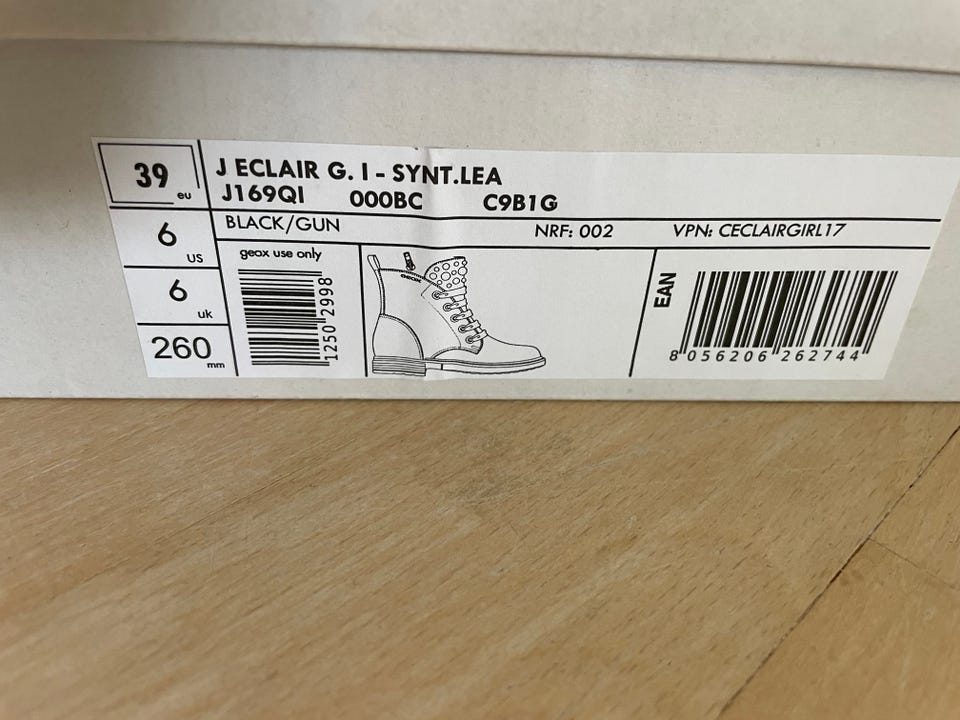 39 eu
6 US
6 uk
260 mm
J ECLAIR G. I - SYNT.LEA
J169QI 000BC C9B1G
BLACK/GUN NRF: 002 VPN: CECLAIRGIRL17
geox use only
1250 2998
GEOX
EAN
8 056206 262744